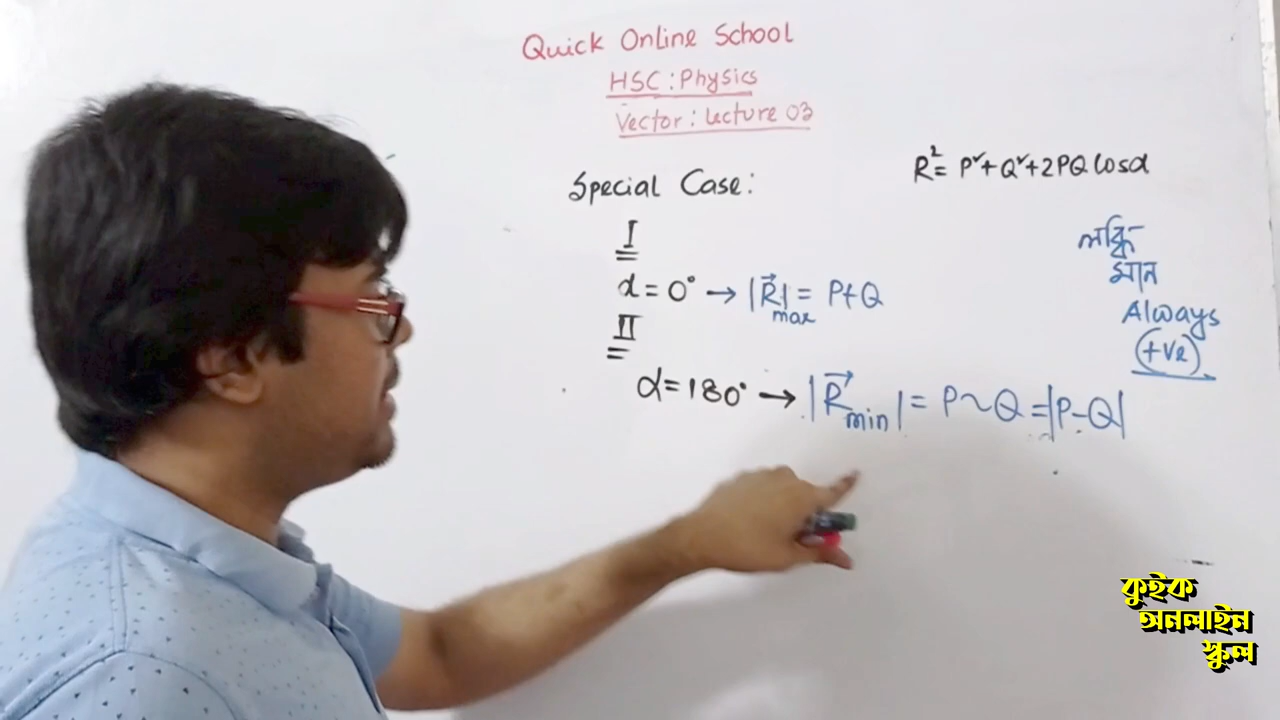 Quick Online School
HSC : Physics
Vector : Lecture 03
Special Case :
R² = P² + Q² + 2PQ Cosα
I
α = 0° → |R⃗|max = P+Q
II
α = 180° → |R⃗min| = P~Q = |P-Q|
লব্ধি
মান
Always
+ve
কুইক
অনলাইন
স্কুল